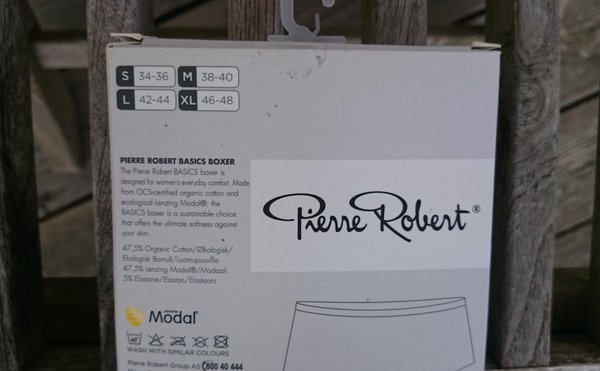 S 34-36 M 38-40
L 42-44 XL 46-48
PIERRE ROBERT BASICS BOXER
The Pierre Robert BASICS boxer is
designed for women's everyday comfort. Made
from OCS-certified organic cotton and
ecological Lenzing Modal®, the
BASICS boxer is a sustainable choice
that offers the ultimate softness against
your skin.
Pierre Robert®
47,5% Organic Cotton/Økologisk/
Ekologisk Bomull/Luomupuuvilla
47,5% Lenzing Modal®/Modaali
5% Elastane/Elastan/Elastaani
Modal®
40°
WASH WITH SIMILAR COLOURS
Pierre Robert Group AS 800 40 444